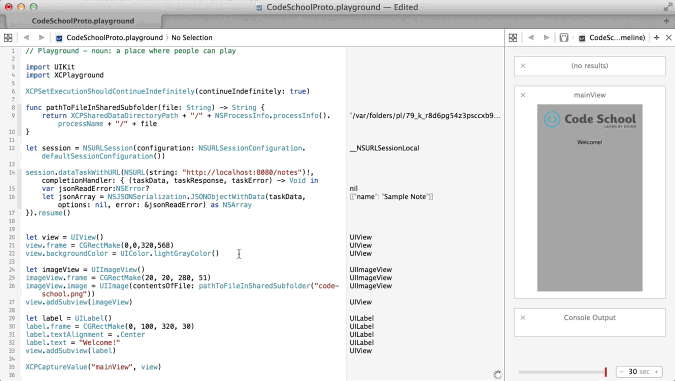 CodeSchoolProto.playground — Edited
CodeSchoolProto.playground
CodeSchoolProto.playground › No Selection
CodeSc...meline)
1 // Playground - noun: a place where people can play
2
3 import UIKit
4 import XCPlayground
5
6 XCPSetExecutionShouldContinueIndefinitely(continueIndefinitely: true)
7
8 func pathToFileInSharedSubfolder(file: String) -> String {
9 return XCPSharedDataDirectoryPath + "/" + NSProcessInfo.processInfo().
processName + "/" + file
10 }
11
12 let session = NSURLSession(configuration: NSURLSessionConfiguration.
defaultSessionConfiguration())
13
14 session.dataTaskWithURL(NSURL(string: "http://localhost:8080/notes")!,
completionHandler: { (taskData, taskResponse, taskError) -> Void in
15 var jsonReadError:NSError?
16 let jsonArray = NSJSONSerialization.JSONObjectWithData(taskData,
options: nil, error: &jsonReadError) as NSArray
17 }).resume()
18
19
20 let view = UIView()
21 view.frame = CGRectMake(0,0,320,568)
22 view.backgroundColor = UIColor.lightGrayColor()
23
24 let imageView = UIImageView()
25 imageView.frame = CGRectMake(20, 20, 280, 51)
26 imageView.image = UIImage(contentsOfFile: pathToFileInSharedSubfolder("code-
school.png"))
27 view.addSubview(imageView)
28
29 let label = UILabel()
30 label.frame = CGRectMake(0, 100, 320, 30)
31 label.textAlignment = .Center
32 label.text = "Welcome!"
33 view.addSubview(label)
34
35 XCPCaptureValue("mainView", view)
36
"/var/folders/pl/79_k_r8d6pg54z3psccxb9...
__NSURLSessionLocal
nil
[{"name": "Sample Note"}]
UIView
UIView
UIView
UIImageView
UIImageView
UIImageView
UIView
UILabel
UILabel
UILabel
UILabel
UIView
(no results)
mainView
Code School
LEARN BY DOING
Welcome!
Console Output
- 30 sec +